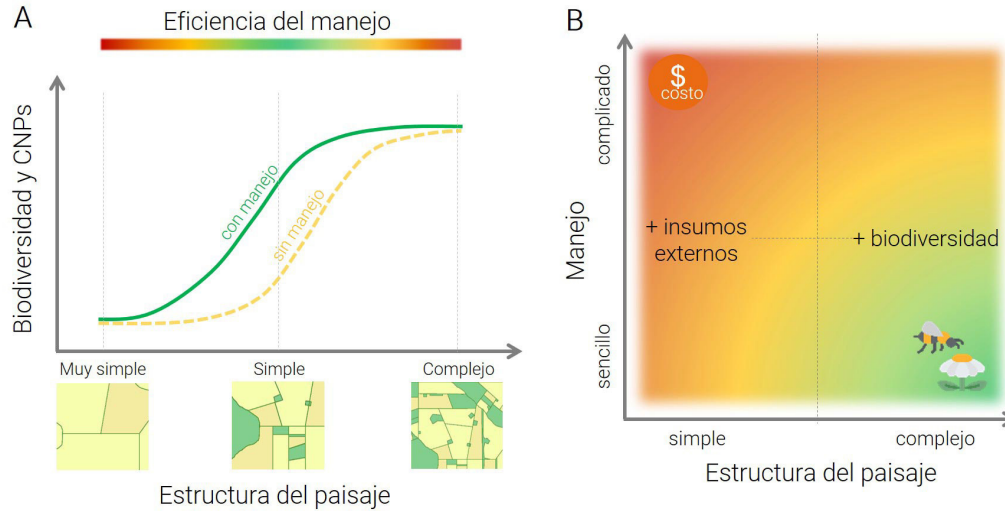 A
Eficiencia del manejo
Biodiversidad y CNPs
con manejo
sin manejo
Muy simple
Simple
Complejo
Estructura del paisaje
B
Manejo
complicado
sencillo
$
costo
+ insumos
externos
+ biodiversidad
simple
complejo
Estructura del paisaje